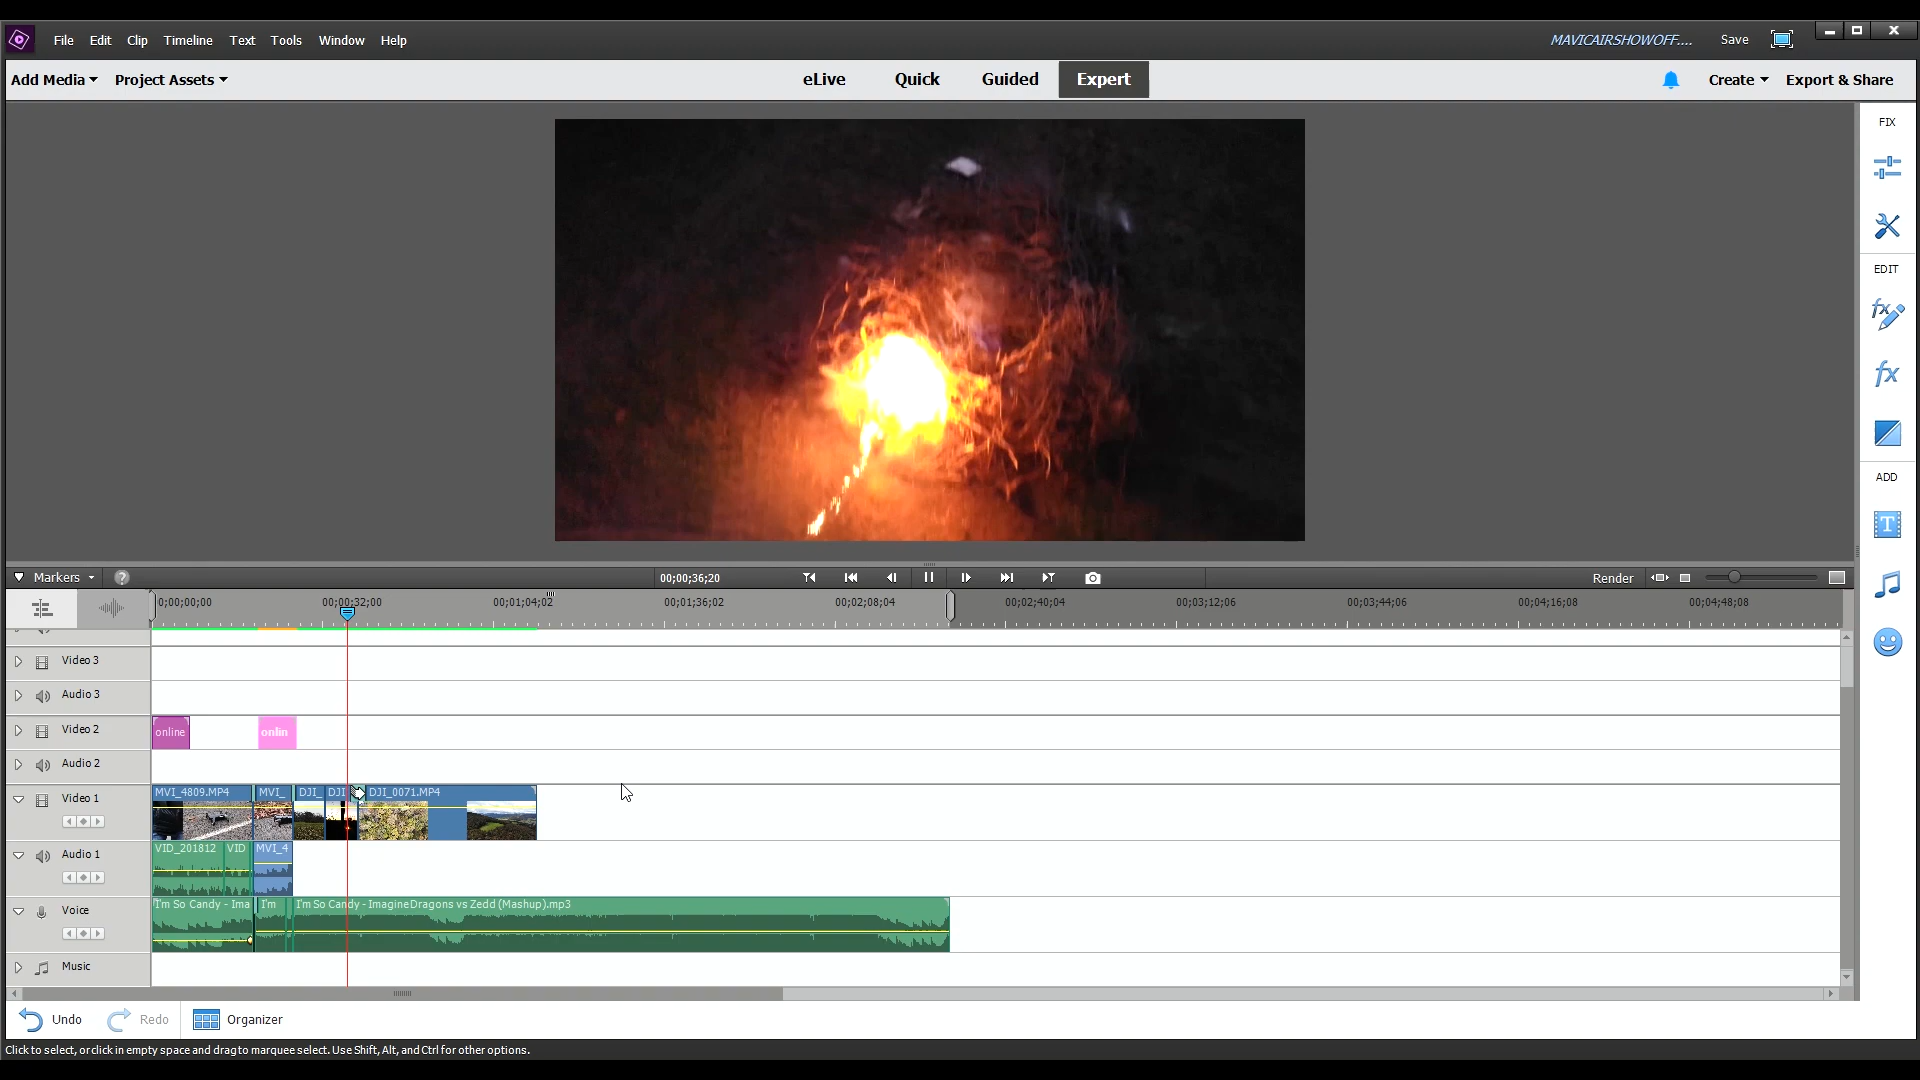 File Edit Clip Timeline Text Tools Window Help
MAVICAIRSHOWOFF.... Save
Add Media Project Assets
eLive Quick Guided Expert
Create Export & Share
FIX
EDIT
fx
fx
ADD
T
Markers ? 00;00;36;20 Render
0;00;00;00 00;00;32;00 00;01;04;02 00;01;36;02 00;02;08;04 00;02;40;04 00;03;12;06 00;03;44;06 00;04;16;08 00;04;48;08
Video 3
Audio 3
Video 2 online onlin
Audio 2
Video 1 MVI_4809.MP4 MVI_ DJI_ DJI DJI_0071.MP4
Audio 1 VID_201812 VID MVI_4
Voice I'm So Candy - Ima I'm I'm So Candy - ImagineDragons vs Zedd (Mashup).mp3
Music
Undo Redo Organizer
Click to select, or click in empty space and drag to marquee select. Use Shift, Alt, and Ctrl for other options.